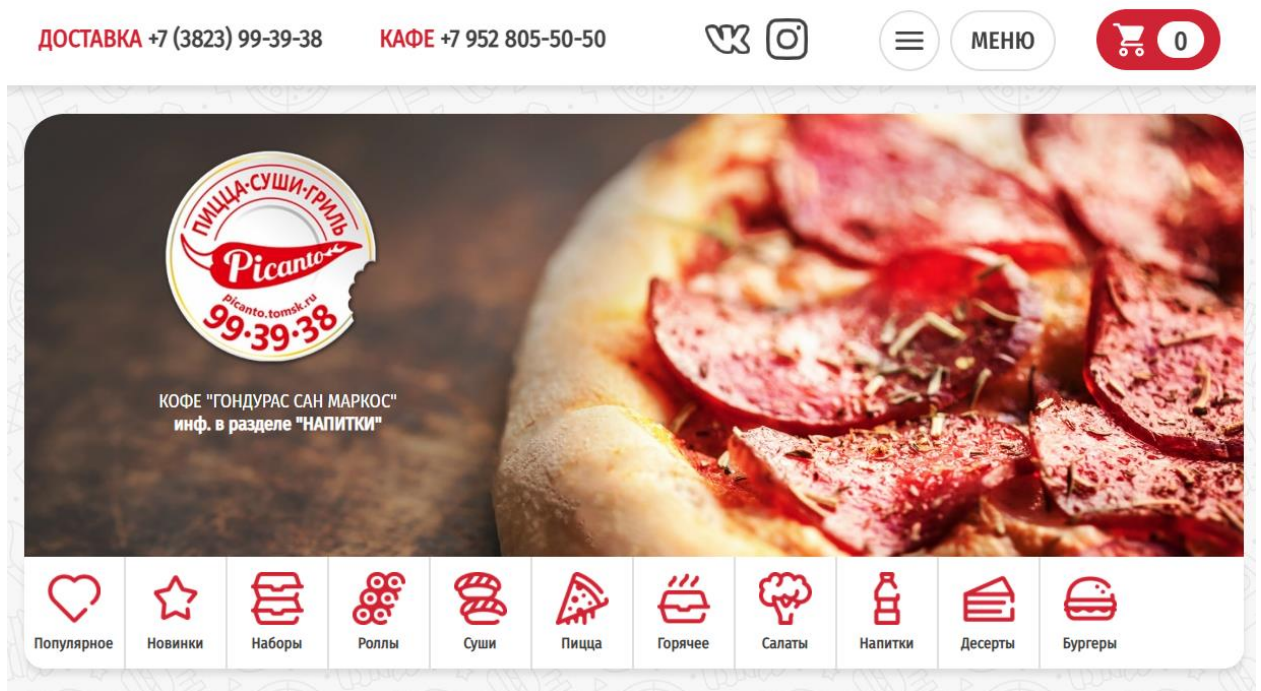 ДОСТАВКА +7 (3823) 99-39-38
КАФЕ +7 952 805-50-50
МЕНЮ
0
ПИЦЦА·СУШИ·ГРИЛЬ
Picanto
picanto.tomsk.ru
99·39·38
КОФЕ "ГОНДУРАС САН МАРКОС"
инф. в разделе "НАПИТКИ"
Популярное
Новинки
Наборы
Роллы
Суши
Пицца
Горячее
Салаты
Напитки
Десерты
Бургеры